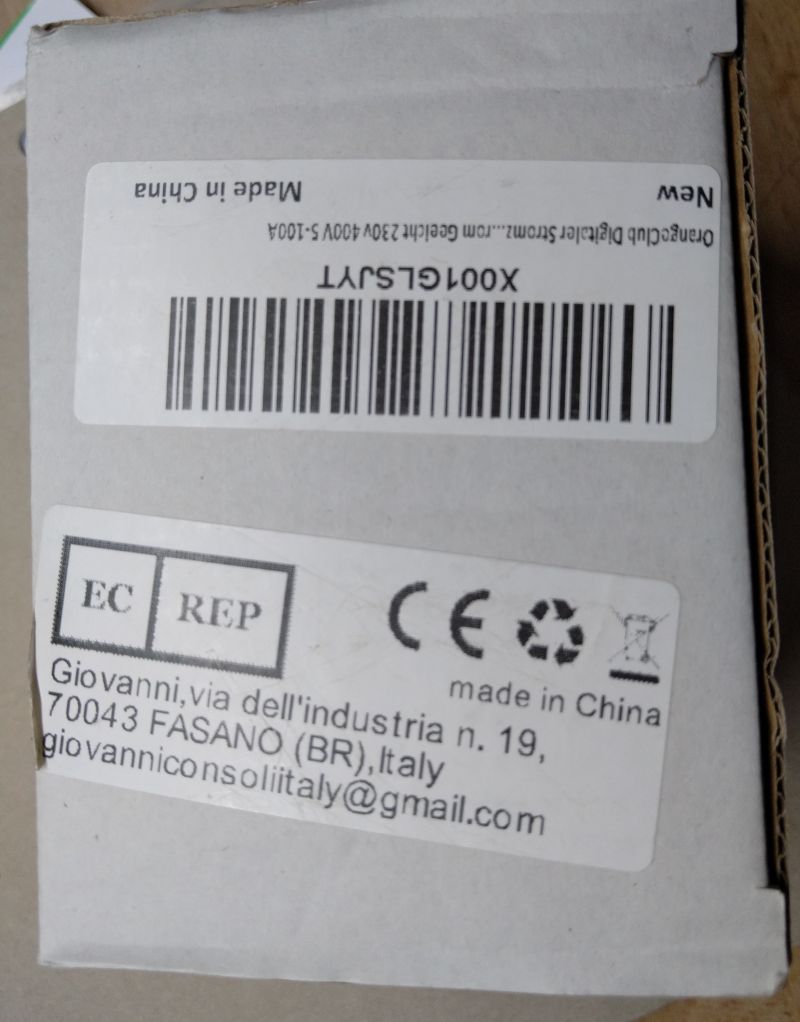 New Made in China
OrangeClub Digitaler Stromz...rom Geeicht 230v 400V 5-100A
X001GLSJYT
EC REP
CE
made in China
Giovanni,via dell'industria n. 19,
70043 FASANO (BR),Italy
giovanniconsoliitaly@gmail.com